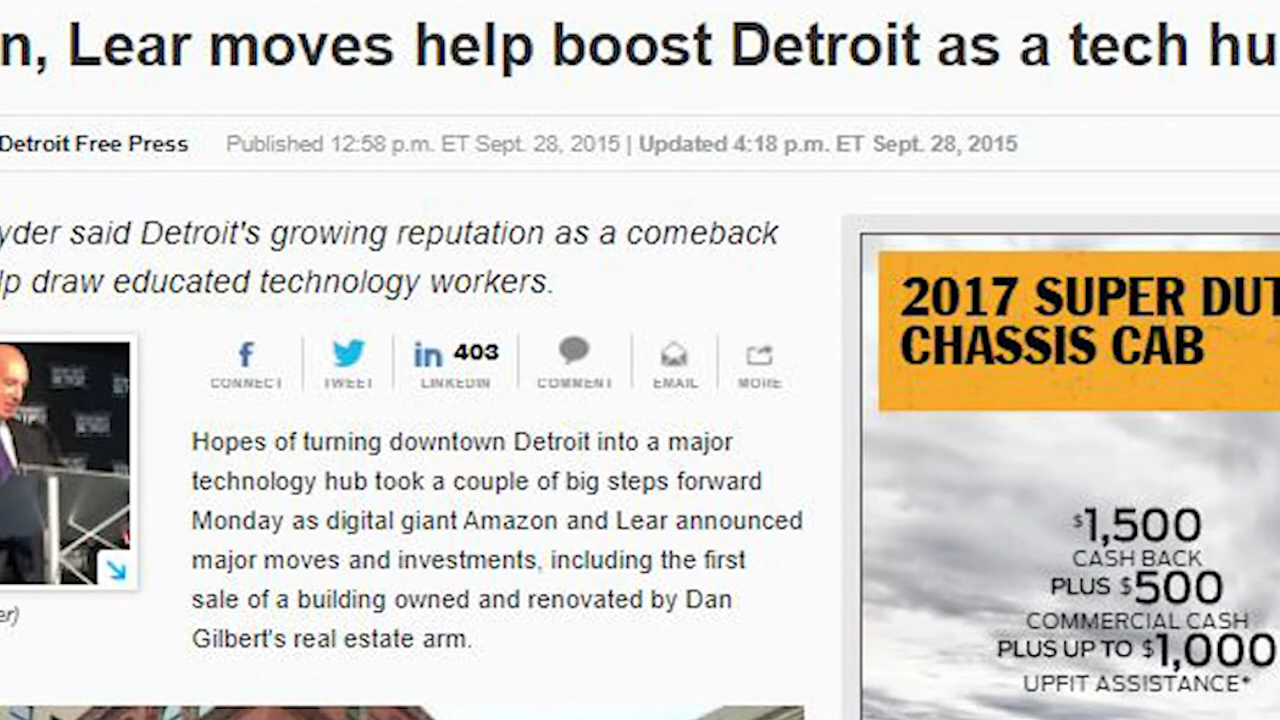 n, Lear moves help boost Detroit as a tech hu
Detroit Free Press Published 12:58 p.m. ET Sept. 28, 2015 | Updated 4:18 p.m. ET Sept. 28, 2015
yder said Detroit's growing reputation as a comeback
lp draw educated technology workers.
403
CONNECT TWEET LINKEDIN COMMENT EMAIL MORE
Hopes of turning downtown Detroit into a major
technology hub took a couple of big steps forward
Monday as digital giant Amazon and Lear announced
major moves and investments, including the first
sale of a building owned and renovated by Dan
Gilbert's real estate arm.
er)
2017 SUPER DUT
CHASSIS CAB
$1,500
CASH BACK
PLUS $500
COMMERCIAL CASH
PLUS UP TO $1,000
UPFIT ASSISTANCE*